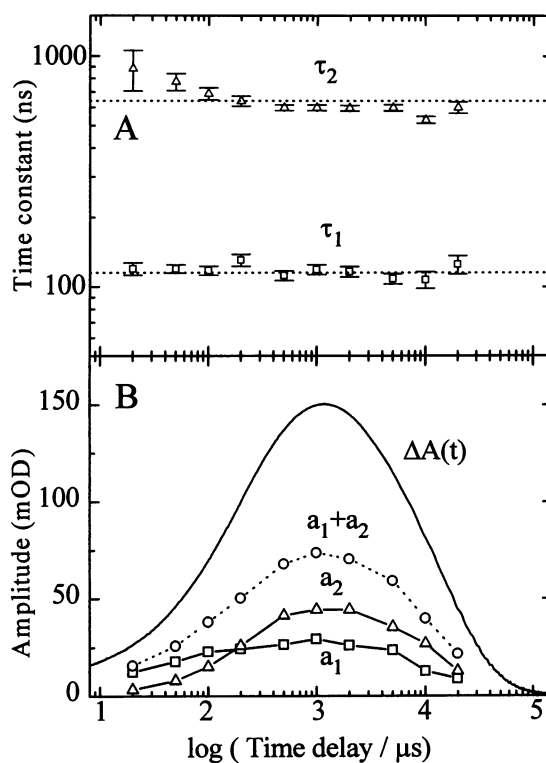 1000
τ2
A
τ1
100
Time constant (ns)
B
150
ΔA(t)
100
a1+a2
a2
50
a1
0
Amplitude (mOD)
1 2 3 4 5
log ( Time delay / μs)